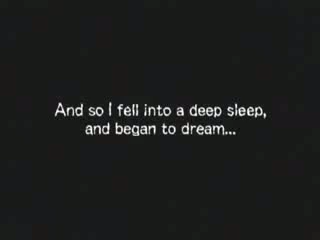 And so I fell into a deep sleep,
and began to dream...